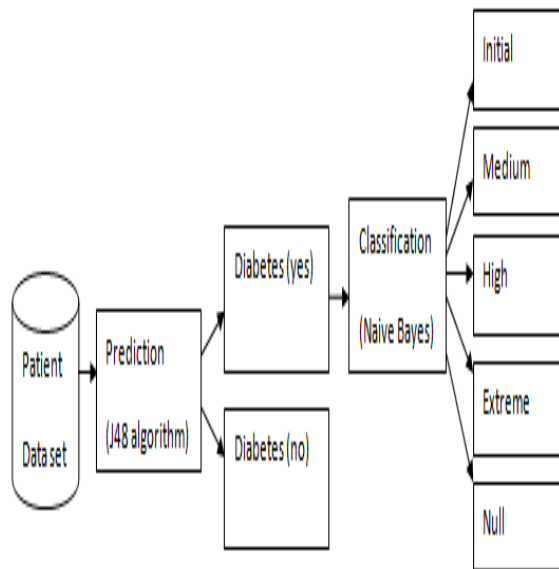 Patient
Data set
Prediction
(J48 algorithm)
Diabetes (yes)
Diabetes (no)
Classification
(Naive Bayes)
Initial
Medium
High
Extreme
Null